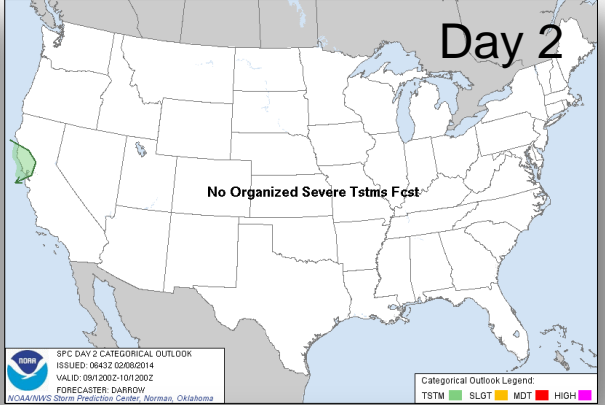 Day 2
No Organized Severe Tstms Fcst
NOAA
SPC DAY 2 CATEGORICAL OUTLOOK
ISSUED: 0643Z 02/08/2014
VALID: 09/1200Z-10/1200Z
FORECASTER: DARROW
NOAA/NWS Storm Prediction Center, Norman, Oklahoma
Categorical Outlook Legend:
TSTM SLGT MDT HIGH